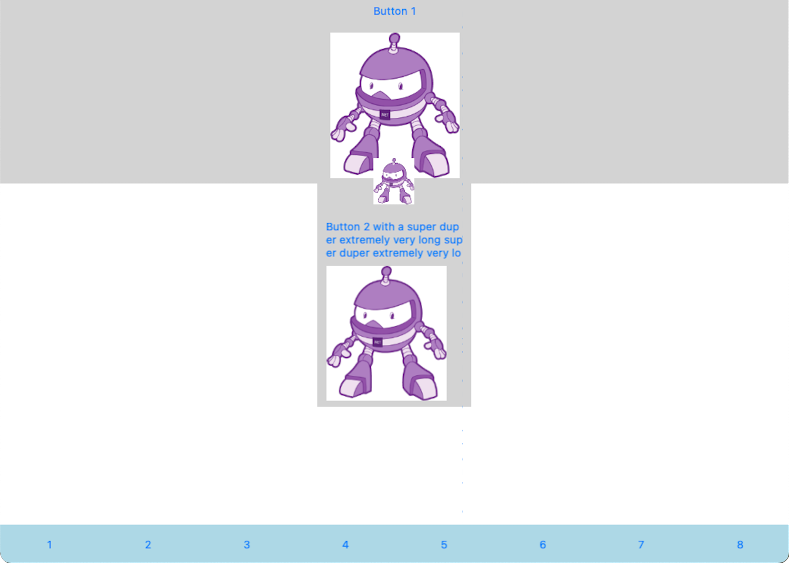 Button 1
Button 2 with a super dup
er extremely very long sup
er duper extremely very lo
1 2 3 4 5 6 7 8